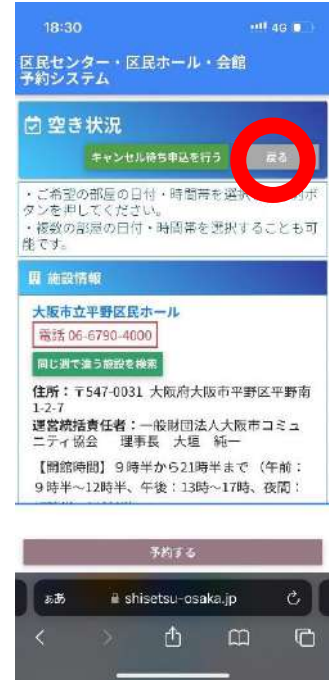 18:30
4G
区民センター・区民ホール・会館
予約システム
空き状況
キャンセル待ち申込を行う
戻る
・ご希望の部屋の日付・時間帯を選択
ボ
タンを押してください。
・複数の部屋の日付・時間帯を選択することも可
能です。
施設情報
大阪市立平野区民ホール
電話 06-6790-4000
同じ週で違う施設を検索
住所：〒547-0031 大阪府大阪市平野区平野南
1-2-7
運営統括責任者：一般財団法人大阪市コミュ
ニティ協会 理事長 大垣 純一
【開館時間】９時半から21時半まで （午前：
９時半～12時半、午後：13時～17時、夜間：
予約する
ぁあ
shisetsu-osaka.jp